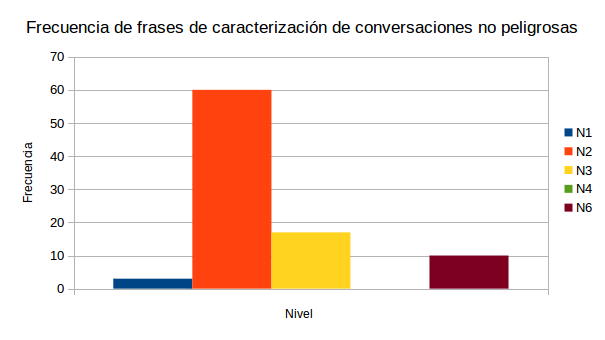 Frecuencia de frases de caracterización de conversaciones no peligrosas
70
60
50
40
30
20
10
0
Frecuencia
Nivel
N1
N2
N3
N4
N6